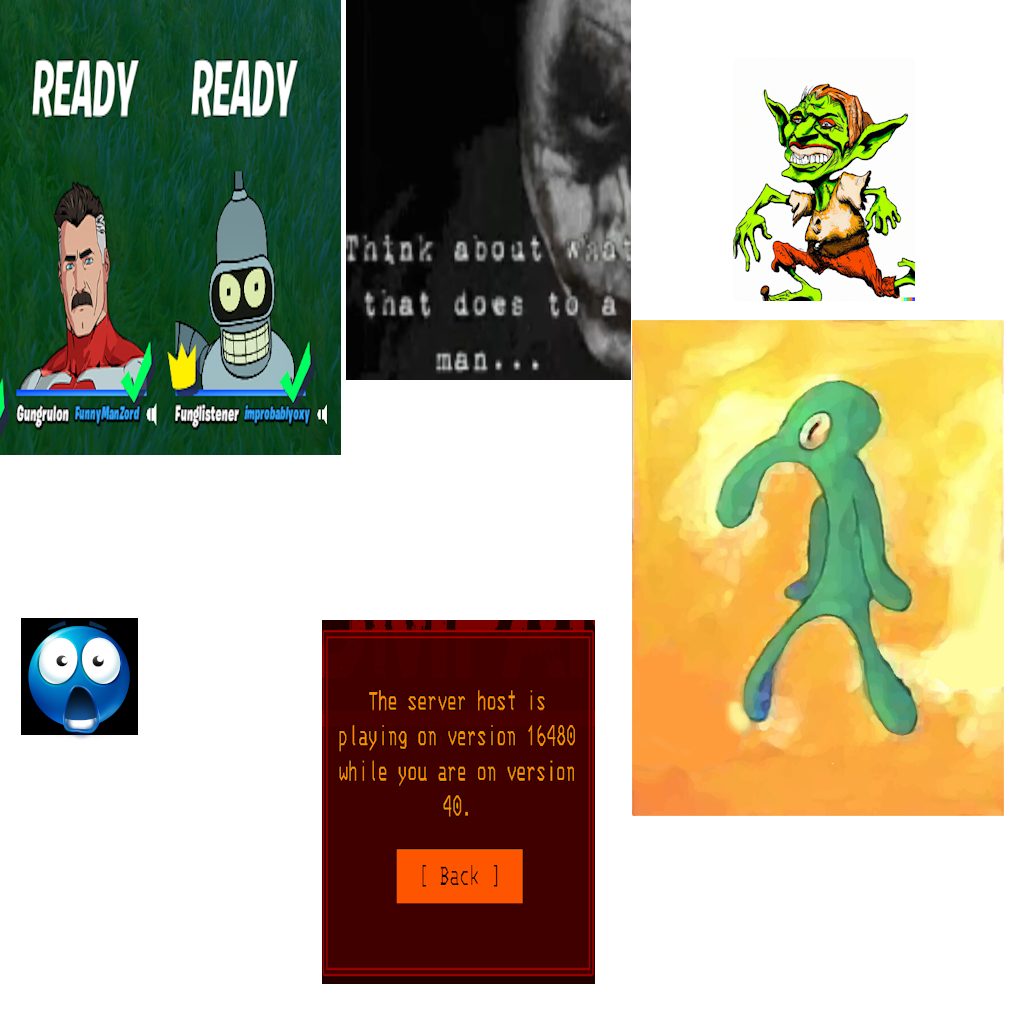 READY READY
Gungrulon FunnyManZord Funglistener improbablyoxy
Think about what
that does to a
man...
The server host is
playing on version 16480
while you are on version
40.
[ Back ]